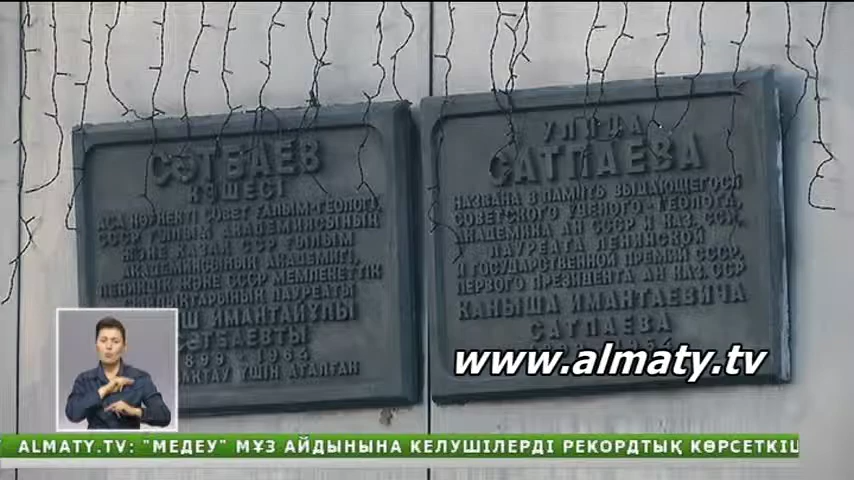 СӘТБАЕВ
КӨШЕСІ
АСА КӨРНЕКТІ СОВЕТ ҒАЛЫМ-ГЕОЛОГІ,
СССР ҒЫЛЫМ АКАДЕМИЯСЫНЫҢ
ЖӘНЕ ҚАЗАҚ ССР ҒЫЛЫМ
АКАДЕМИЯСЫНЫҢ АКАДЕМИГІ,
ЛЕНИНДІК ЖӘНЕ СССР МЕМЛЕКЕТТІК
ЛАУРЕАТЫ
ИМАНТАЙҰЛЫ
СӘТБАЕВТЫ
1899 - 1964
ҮШІН АТАЛҒАН
УЛИЦА
САТПАЕВА
НАЗВАНА В ПАМЯТЬ ВЫДАЮЩЕГОСЯ
СОВЕТСКОГО УЧЕНОГО - ГЕОЛОГА,
АКАДЕМИКА АН СССР И КАЗ. ССР,
ЛАУРЕАТА ЛЕНИНСКОЙ
И ГОСУДАРСТВЕННОЙ ПРЕМИЙ СССР,
ПЕРВОГО ПРЕЗИДЕНТА АН КАЗ. ССР
КАНЫША ИМАНТАЕВИЧА
САТПАЕВА
www.almaty.tv
ALMATY.TV: "МЕДЕУ" МҰЗ АЙДЫНЫНА КЕЛУШІЛЕРДІ РЕКОРДТЫҚ КӨРСЕТКІШ